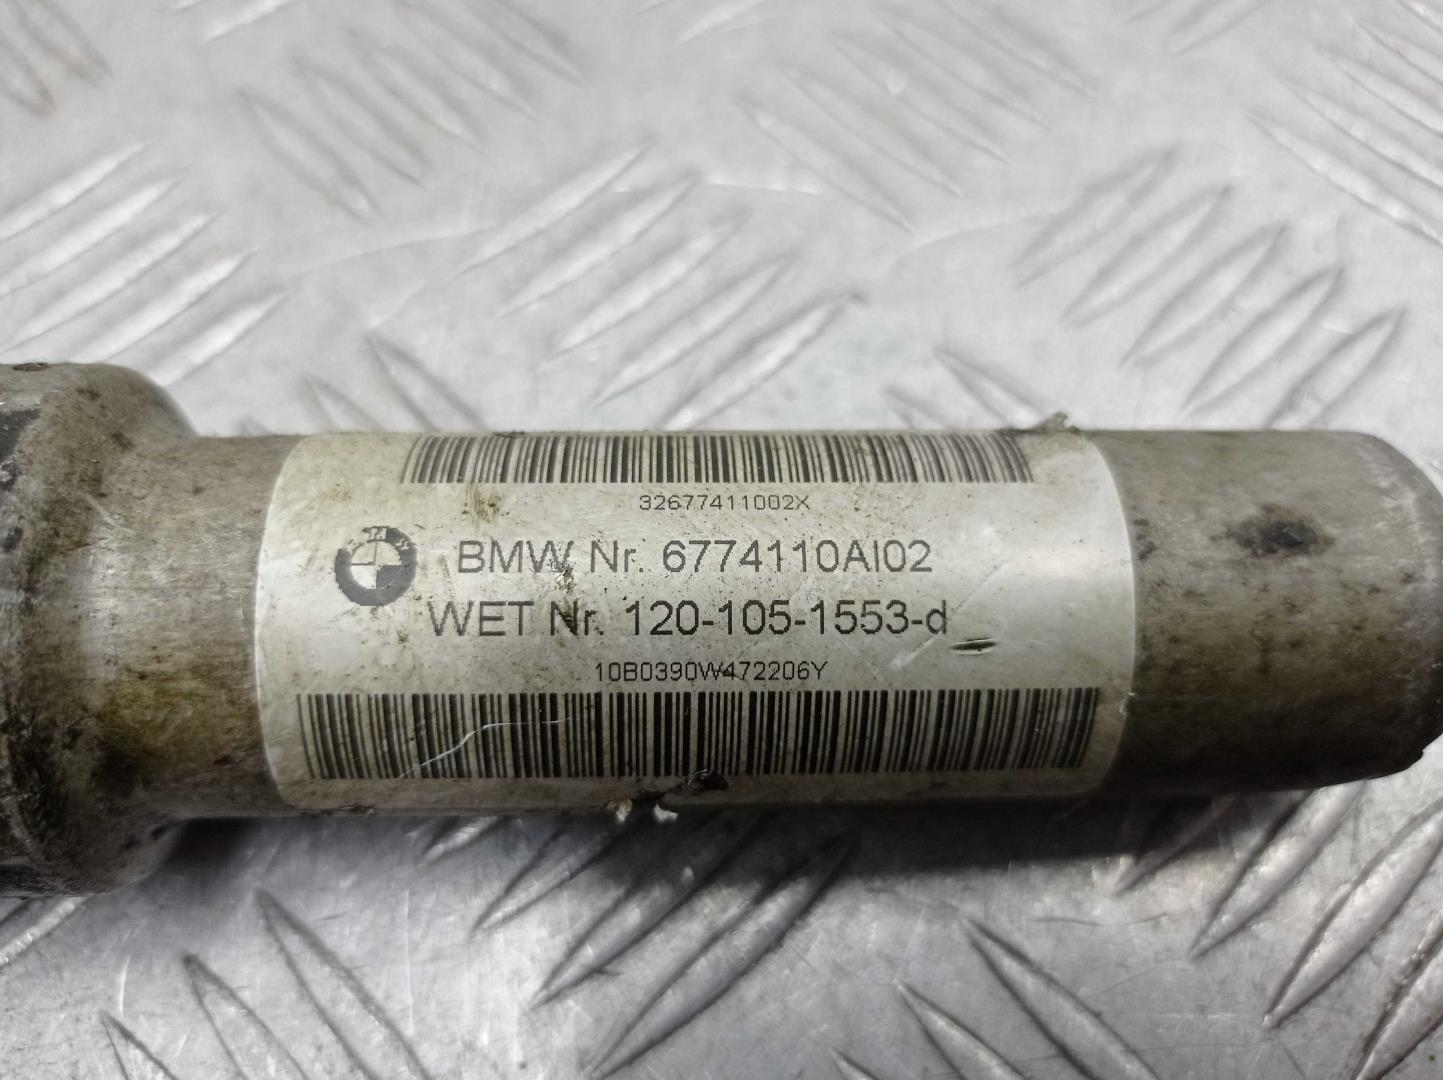 32677411002X
BMW Nr. 6774110AI02
WET Nr. 120-105-1553-d
10B0390W472206Y